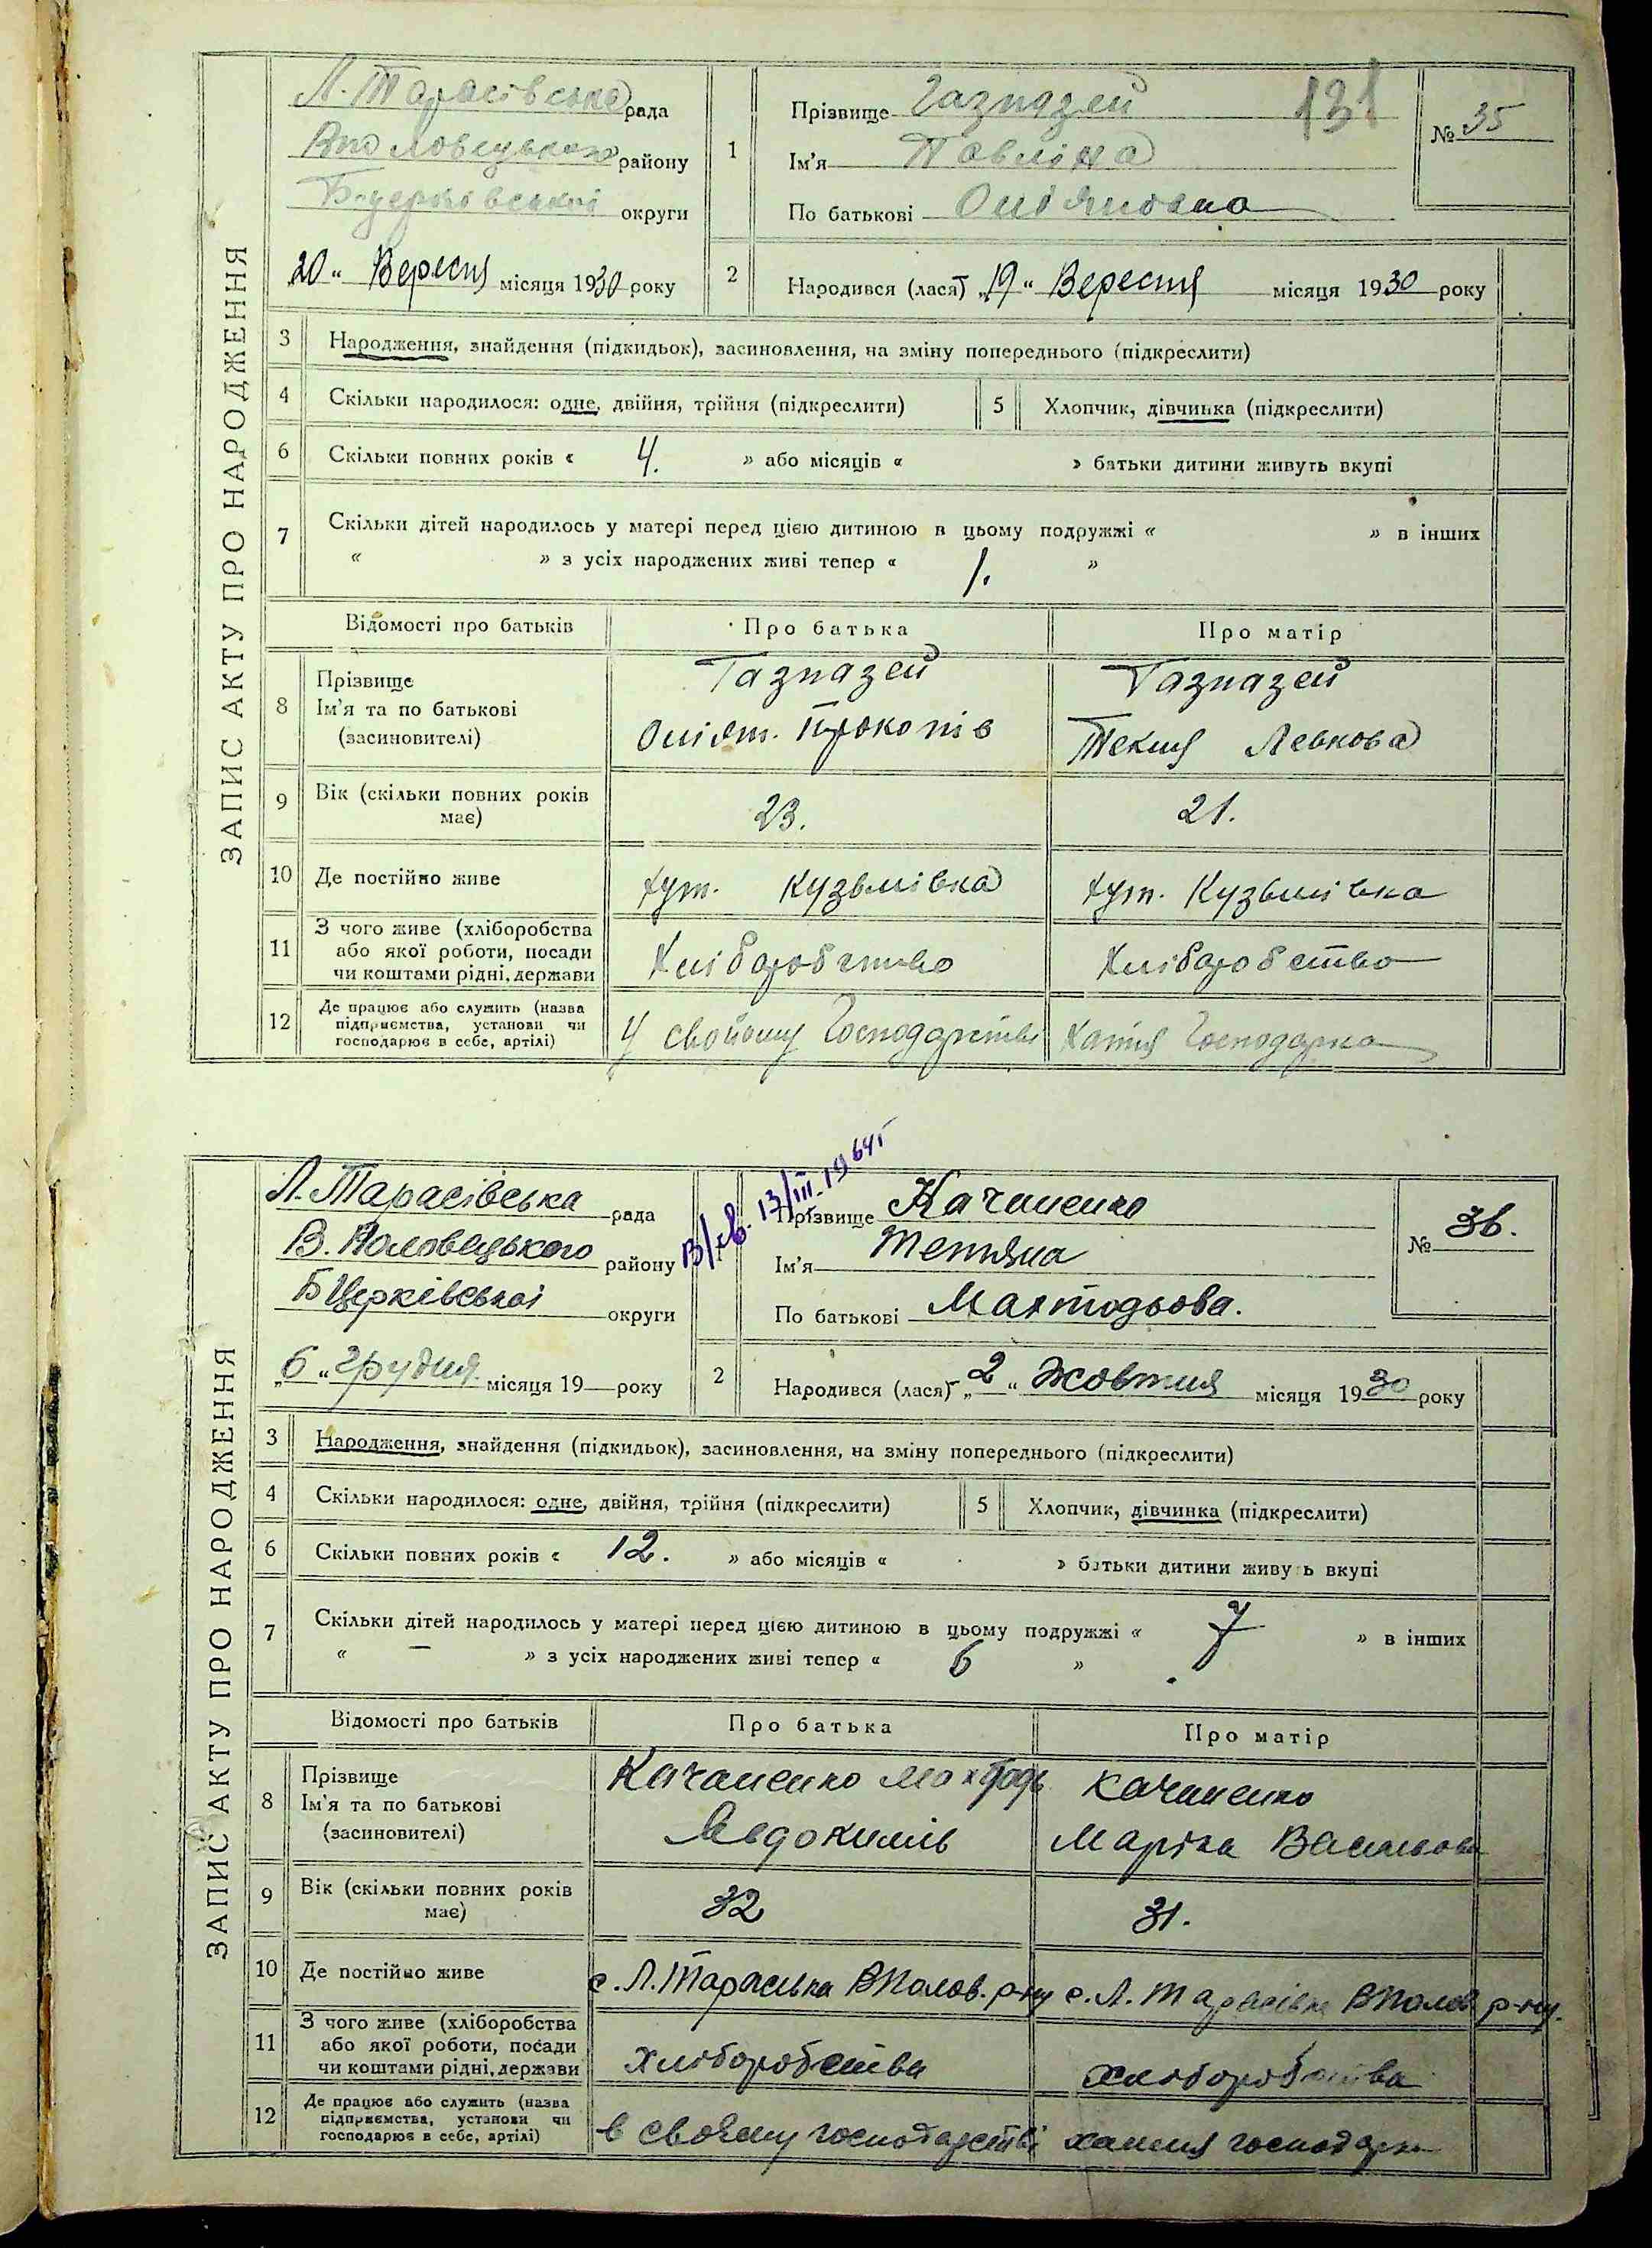 ЗАПИС АКТУ ПРО НАРОДЖЕННЯ
Л. Тарасівська рада
району
Б-церківської округи
„20“ Вересня місяця 1930 року
131
1 Прізвище Газназей
Ім'я Павліна
По батькові
№ 35
2 Народився (лася) „19“ Вересня місяця 1930 року
3 Народження, знайдення (підкидьок), засиновлення, на зміну попереднього (підкреслити)
4 Скільки народилося: одне, двійня, трійня (підкреслити) 5 Хлопчик, дівчинка (підкреслити)
6 Скільки повних років « 4. » або місяців « » батьки дитини живуть вкупі
7 Скільки дітей народилось у матері перед цією дитиною в цьому подружжі « » в інших
« » з усіх народжених живі тепер « 1. »
Відомості про батьків Про батька Про матір
8 Прізвище
Ім'я та по батькові
(засиновителі)
Газназей
Прокопів
Газназей
Текля Левкова
9 Вік (скільки повних років має) 23. 21.
10 Де постійно живе хут. Кузьмівка хут. Кузьмівка
11 З чого живе (хліборобства або якої роботи, посади чи коштами рідні, держави Хліборобство Хліборобство
12 Де працює або служить (назва підприємства, установи чи господарює в себе, артілі) У свойому Господарстві Хатня Господарка
ЗАПИС АКТУ ПРО НАРОДЖЕННЯ
Л. Тарасівська рада
В. Половецького району
Б Церківської округи
„6“ Грудня місяця 19 року
13/III-1964г
1 Прізвище Качаненко
Ім'я Тетяна
По батькові Махтодьова.
№ 36.
2 Народився (лася) „2“ Жовтня місяця 1930 року
3 Народження, знайдення (підкидьок), засиновлення, на зміну попереднього (підкреслити)
4 Скільки народилося: одне, двійня, трійня (підкреслити) 5 Хлопчик, дівчинка (підкреслити)
6 Скільки повних років « 12. » або місяців « » батьки дитини живуть вкупі
7 Скільки дітей народилось у матері перед цією дитиною в цьому подружжі « 7 » в інших
« — » з усіх народжених живі тепер « 6 »
Відомості про батьків Про батька Про матір
8 Прізвище
Ім'я та по батькові
(засиновителі)
Качаненко Махтодь
Явдокимів
Качаненко
Маріка Васильова
9 Вік (скільки повних років має) 32 31.
10 Де постійно живе с. Л. Тарасівка ВПолов. р-ну с. Л. Тарасівка ВПолов р-ну.
11 З чого живе (хліборобства або якої роботи, посади чи коштами рідні, держави хліборобства хліборобства
12 Де працює або служить (назва підприємства, установи чи господарює в себе, артілі) в своєму господарстві хатня господарка